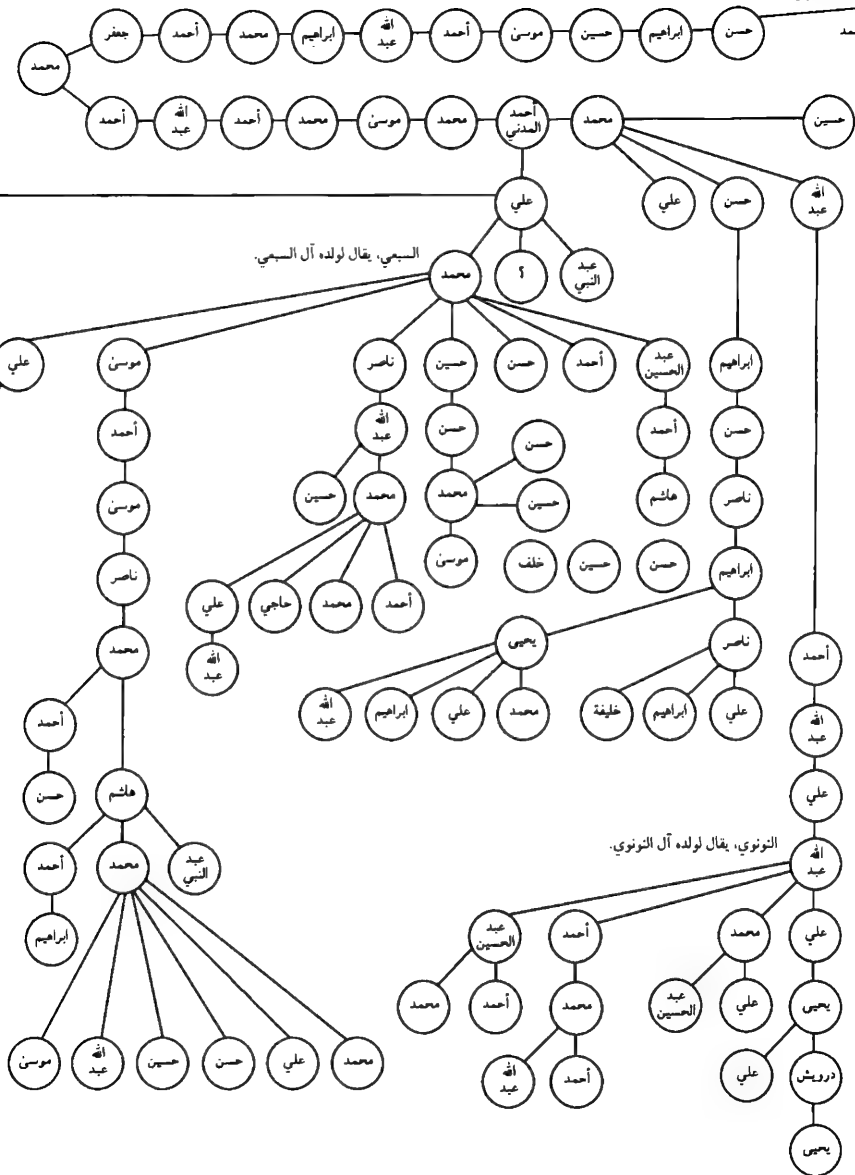 حسن
ابراهيم
حسين
موسىٰ
أحمد
عبد الله
ابراهيم
محمد
أحمد
جعفر
محمد
حسين
محمد
أحمد المدني
محمد
موسىٰ
محمد
أحمد
عبد الله
أحمد
عبد الله
حسن
علي
علي
السبعي، يقال لولده آل السبعي.
عبد النبي
؟
محمد
ابراهيم
عبد الحسين
أحمد
حسن
حسين
ناصر
موسىٰ
علي
حسن
أحمد
حسن
حسن
عبد الله
أحمد
ناصر
هاشم
حسين
محمد
محمد
حسين
موسىٰ
ابراهيم
حسن
حسين
خلف
موسىٰ
ناصر
أحمد
محمد
حاجي
علي
أحمد
ناصر
يحيى
عبد الله
محمد
عبد الله
علي
ابراهيم
خليفة
محمد
علي
ابراهيم
عبد الله
أحمد
علي
هاشم
حسن
النونوي، يقال لولده آل النونوي.
عبد الله
عبد النبي
محمد
أحمد
علي
محمد
أحمد
عبد الحسين
ابراهيم
يحيى
علي
عبد الحسين
محمد
أحمد
محمد
درويش
علي
أحمد
عبد الله
محمد
علي
حسن
حسين
عبد الله
موسىٰ
يحيى